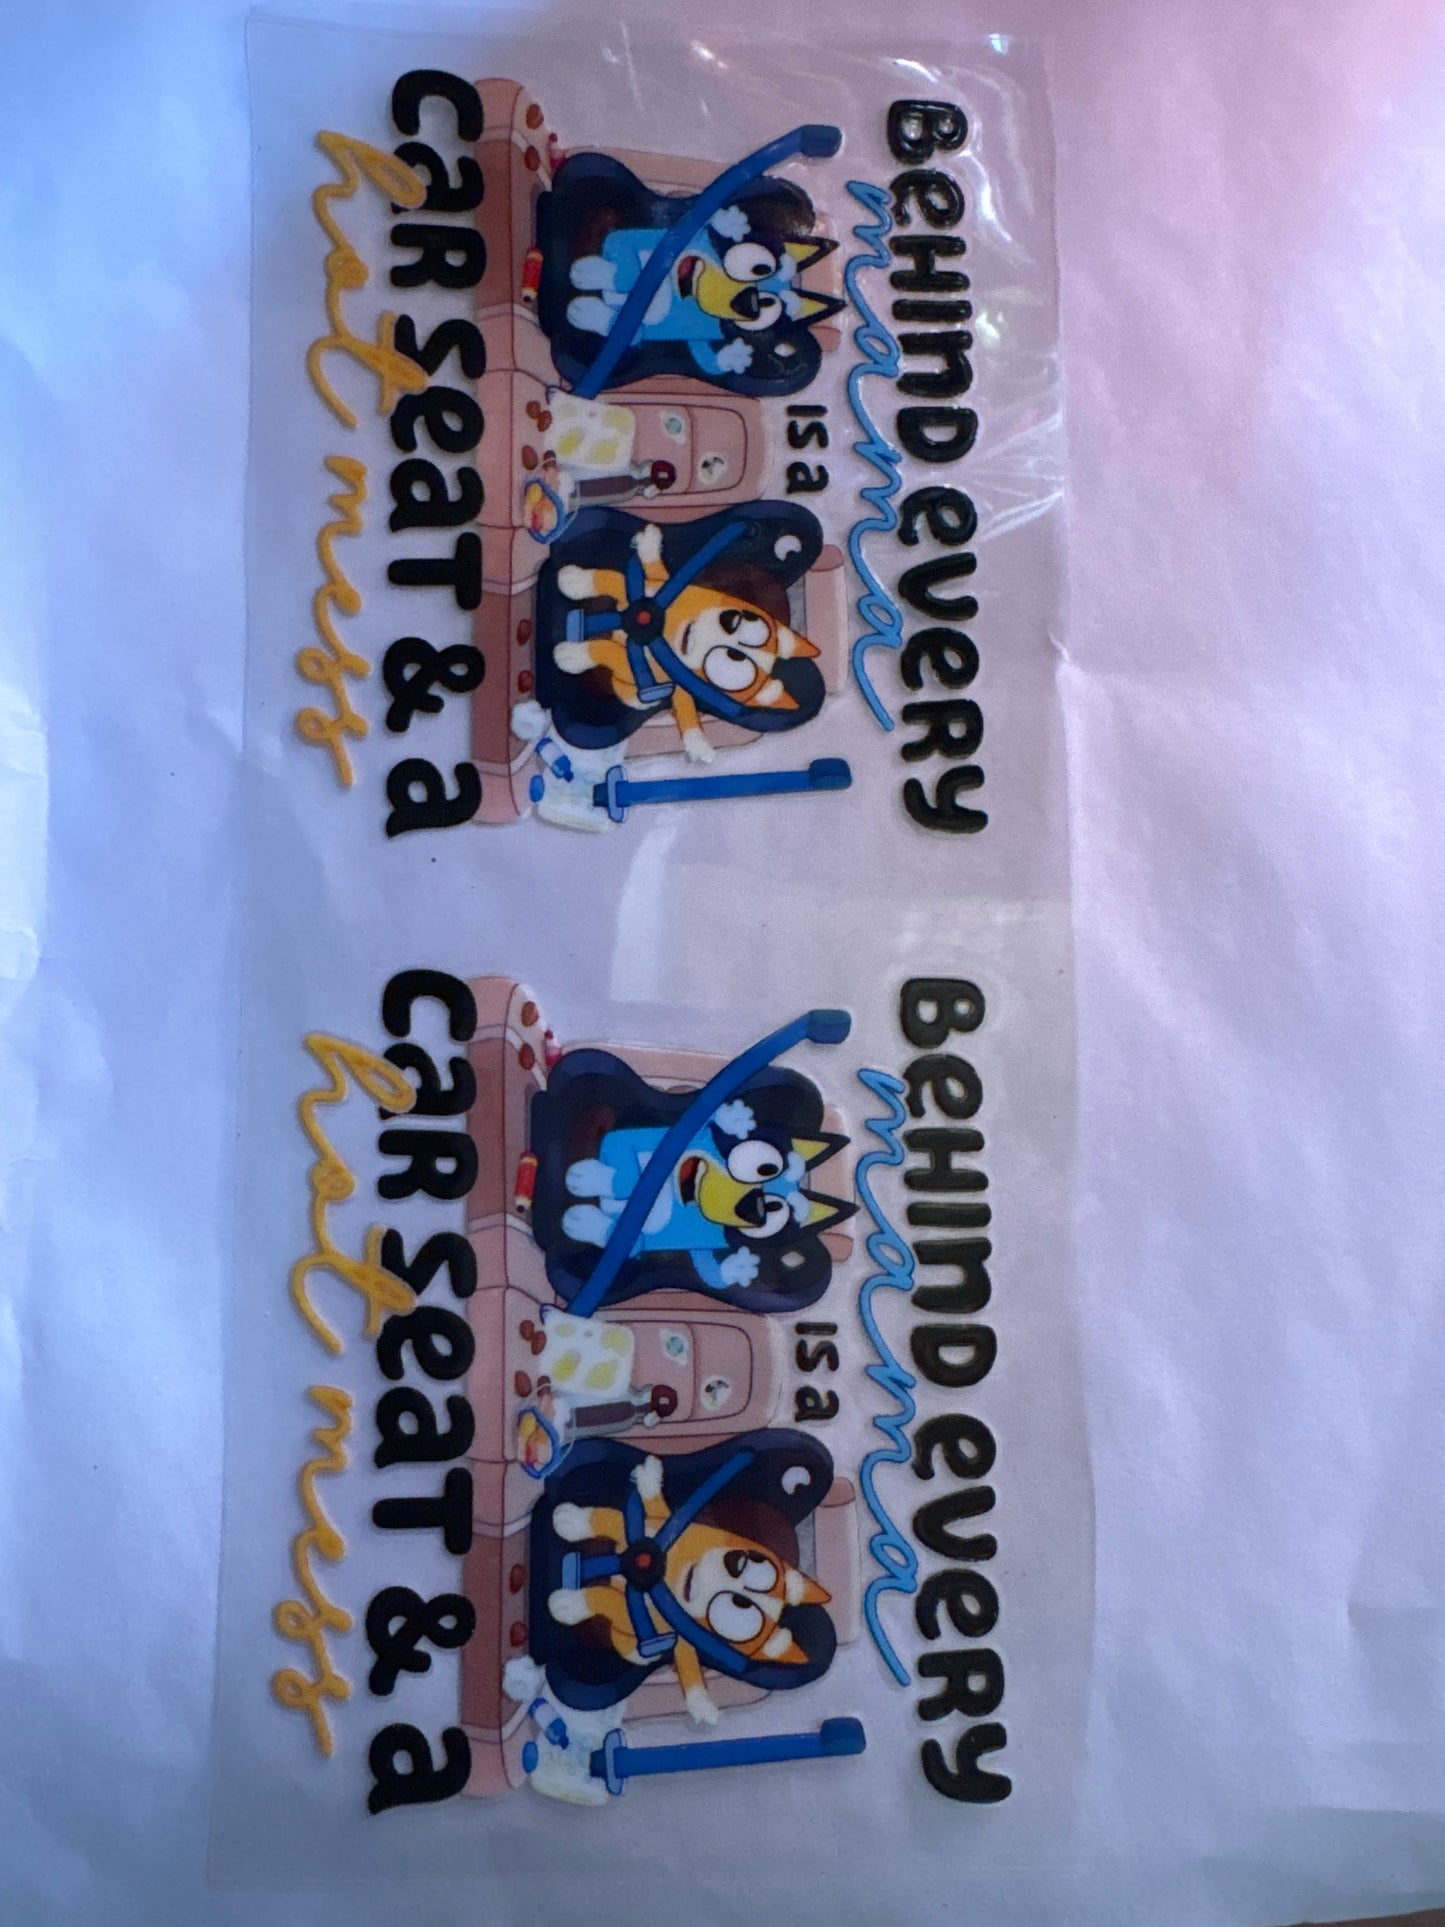 BeHIND eveRy
mama
IS a
caR SeaT & a
hot mess
BeHIND eveRy
mama
IS a
caR SeaT & a
hot mess